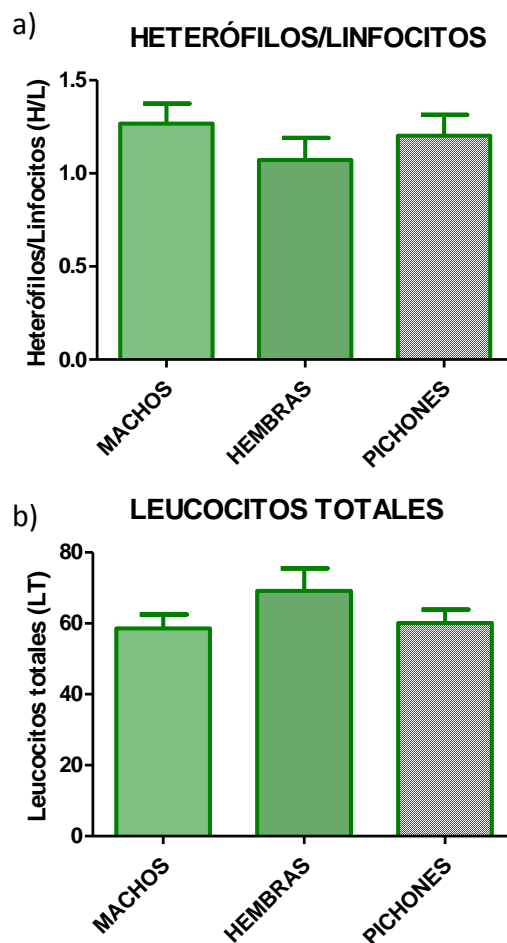 a)
HETERÓFILOS/LINFOCITOS
Heterófilos/Linfocitos (H/L)
1.5
1.0
0.5
0.0
MACHOS
HEMBRAS
PICHONES
b)
LEUCOCITOS TOTALES
Leucocitos totales (LT)
80
60
40
20
0
MACHOS
HEMBRAS
PICHONES